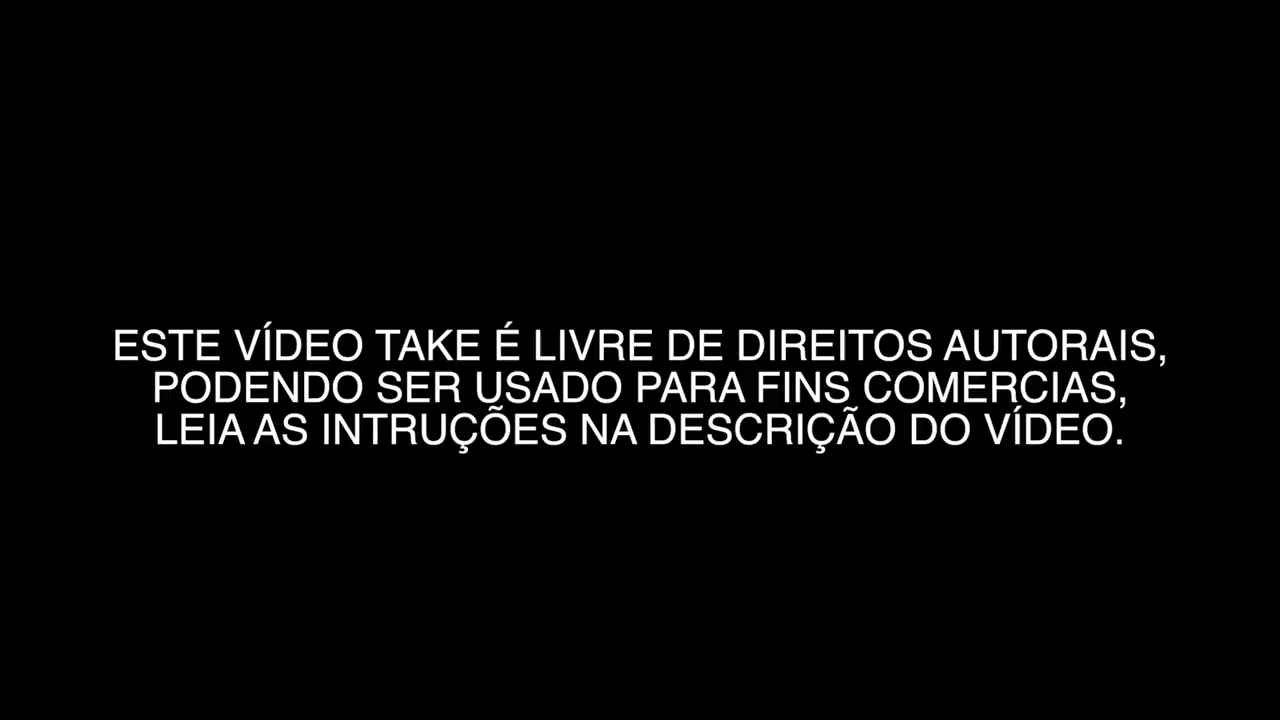 ESTE VÍDEO TAKE É LIVRE DE DIREITOS AUTORAIS,
PODENDO SER USADO PARA FINS COMERCIAS,
LEIA AS INTRUÇÕES NA DESCRIÇÃO DO VÍDEO.